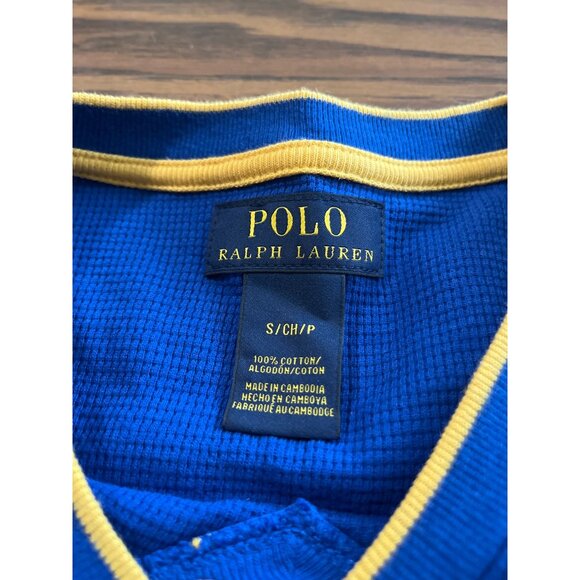 POLO
RALPH LAUREN
S/CH/P
100% COTTON/
ALGODÓN/COTON
MADE IN CAMBODIA
HECHO EN CAMBOYA
FABRIQUÉ AU CAMBODGE